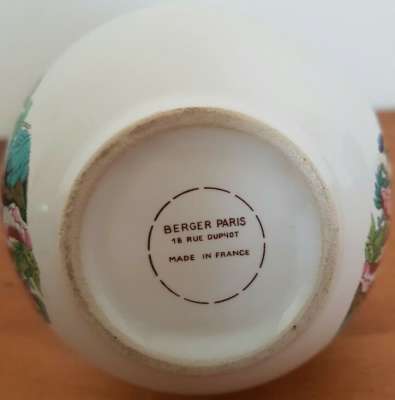 BERGER PARIS
18 RUE DUPHOT
MADE IN FRANCE